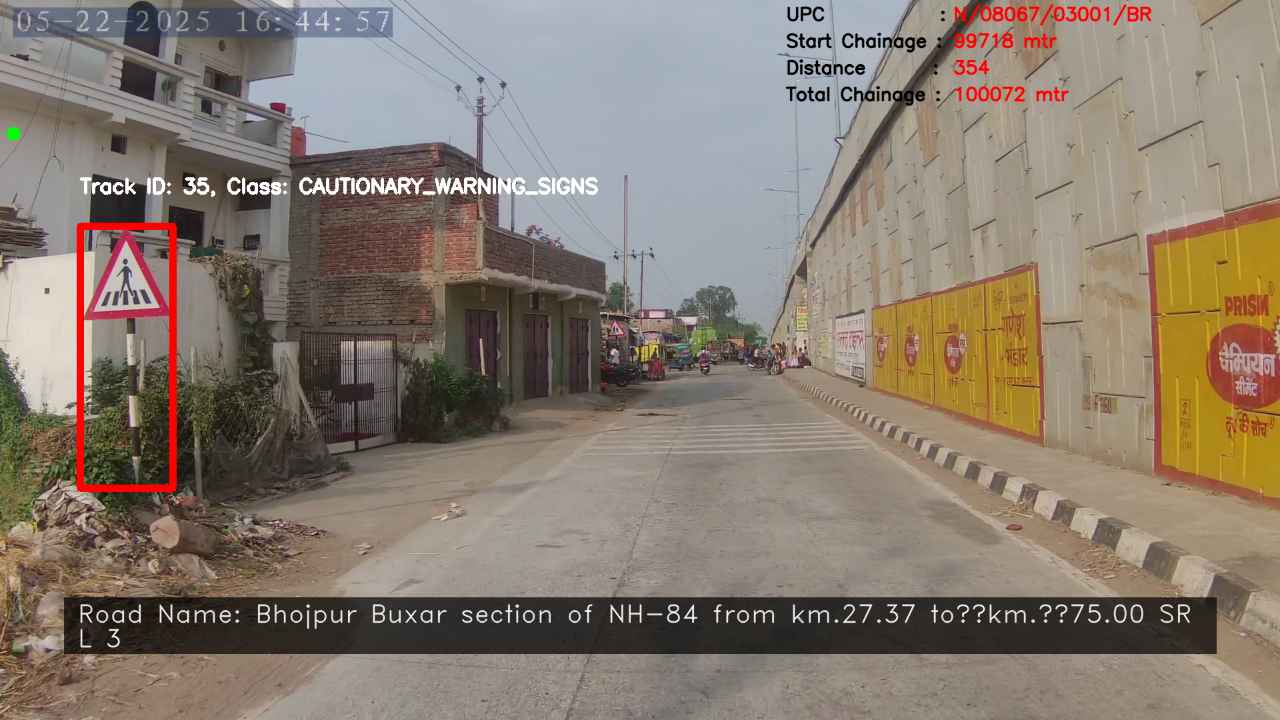 05-22-2025 16:44:57
UPC : N/08067/03001/BR
Start Chainage : 99718 mtr
Distance : 354
Total Chainage : 100072 mtr
Track ID: 35, Class: CAUTIONARY_WARNING_SIGNS
PRISM
चैम्पियन
सीमेंट
दूर की सोच
Road Name: Bhojpur Buxar section of NH-84 from km.27.37 to??km.??75.00 SR
L 3